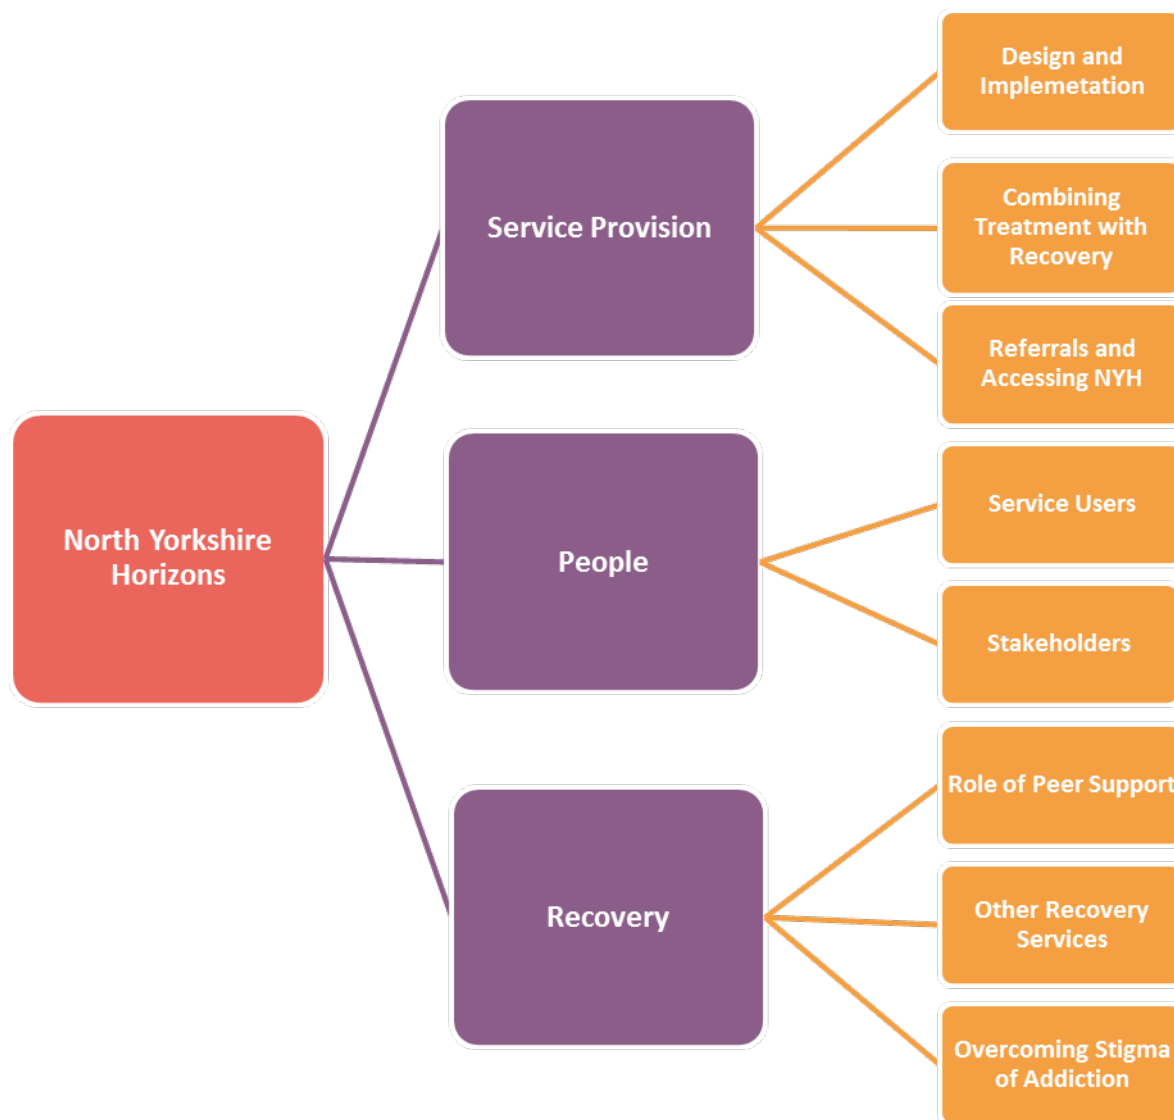 North Yorkshire
Horizons
Service Provision
Design and
Implemetation
Combining
Treatment with
Recovery
Referrals and
Accessing NYH
People
Service Users
Stakeholders
Recovery
Role of Peer Support
Other Recovery
Services
Overcoming Stigma
of Addiction